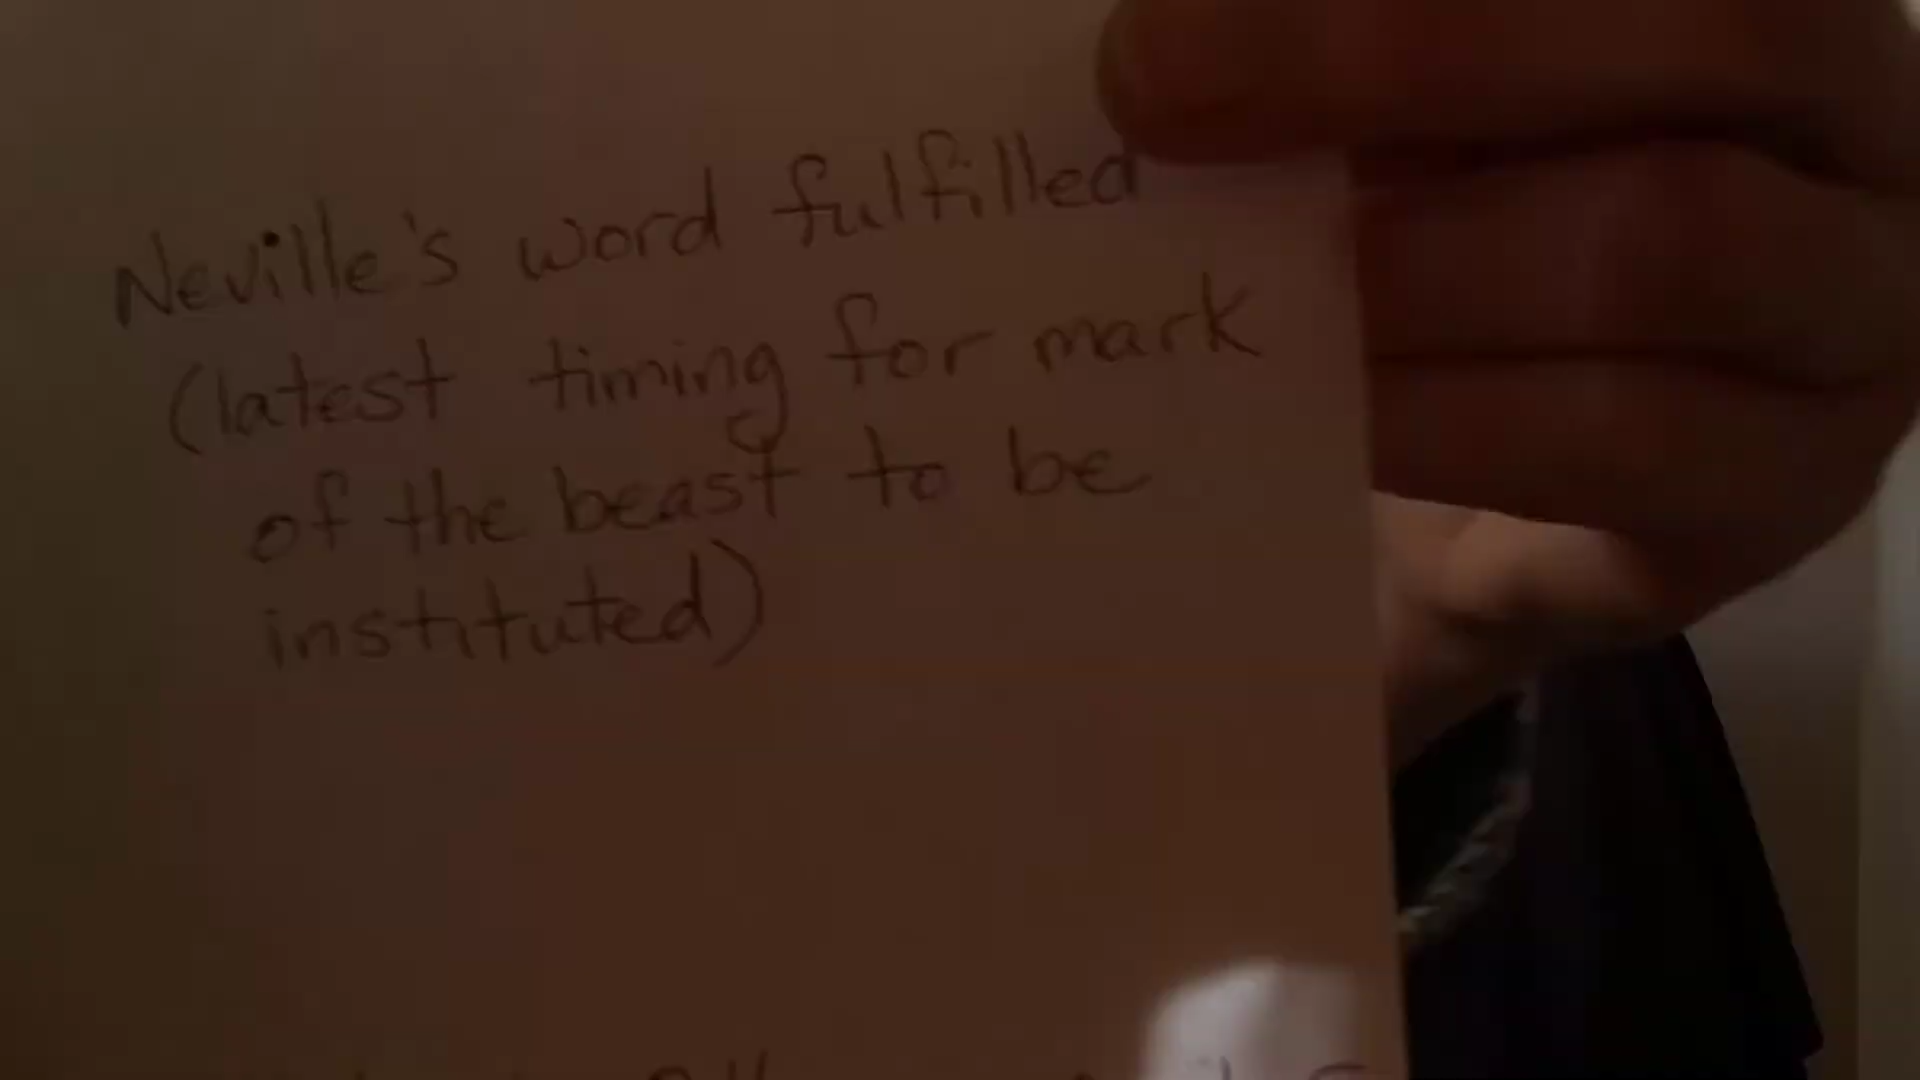 Neville's word fulfilled
(latest timing for mark
of the beast to be
instituted)